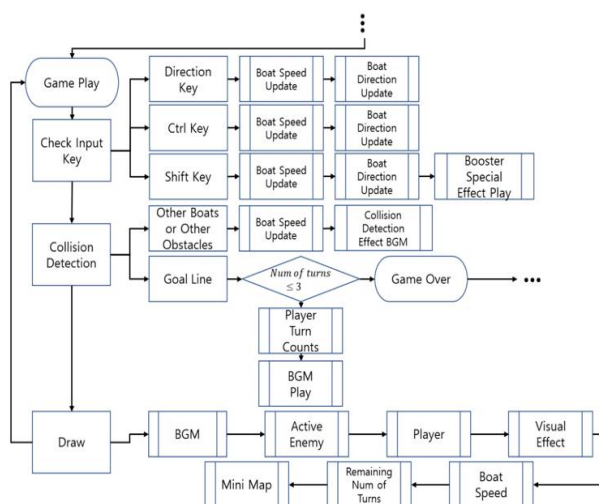 Game Play
Direction
Key
Boat Speed
Update
Boat
Direction
Update
Check Input
Key
Ctrl Key
Boat Speed
Update
Boat
Direction
Update
Shift Key
Boat Speed
Update
Boat
Direction
Update
Booster
Special
Effect Play
Collision
Detection
Other Boats
or Other
Obstacles
Boat Speed
Update
Collision
Detection
Effect BGM
Goal Line
Num of turns
≤ 3
Game Over
Player
Turn
Counts
BGM
Play
Draw
BGM
Active
Enemy
Player
Visual
Effect
Mini Map
Remaining
Num of
Turns
Boat
Speed